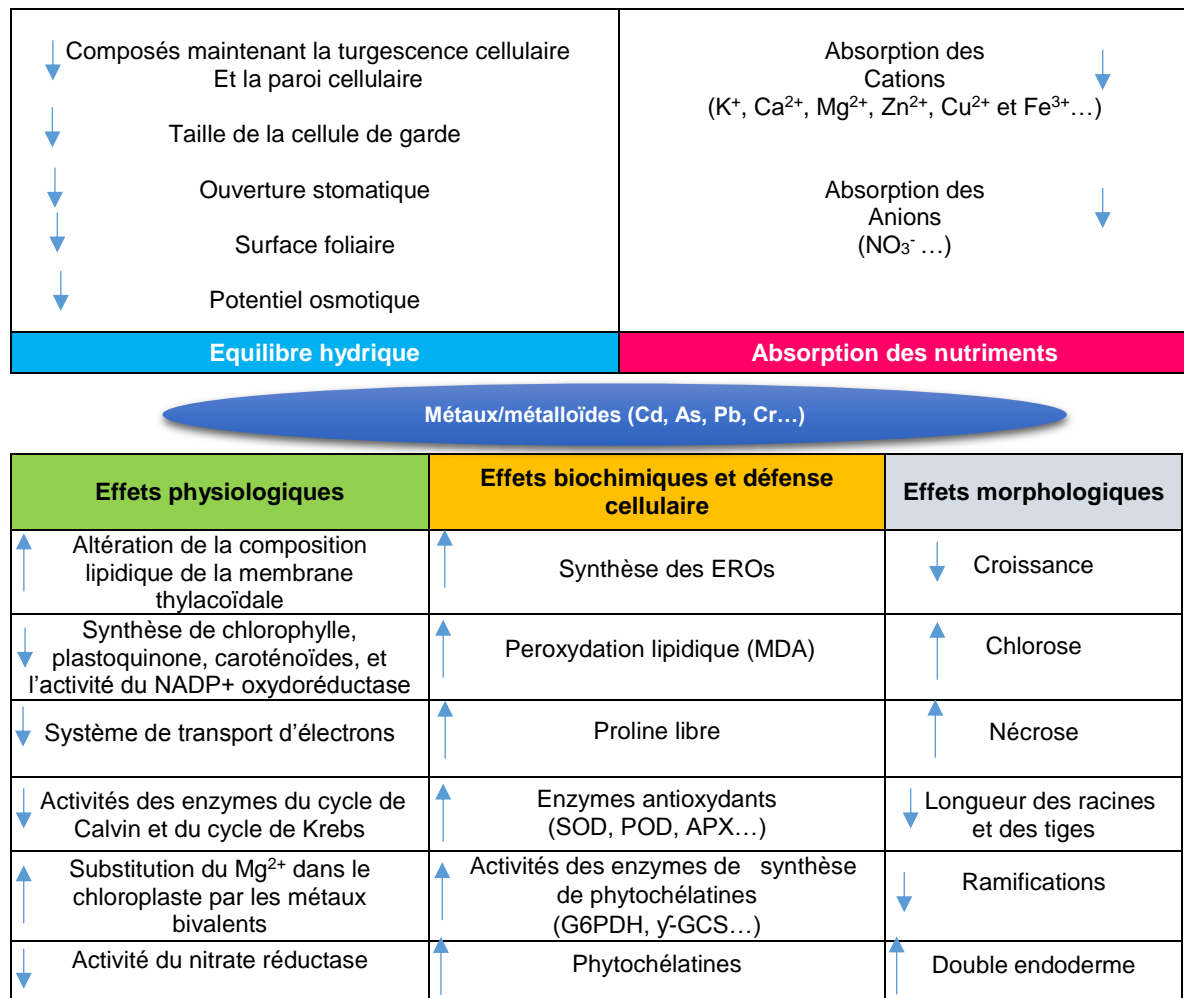 Composés maintenant la turgescence cellulaire
Et la paroi cellulaire
Taille de la cellule de garde
Ouverture stomatique
Surface foliaire
Potentiel osmotique
Absorption des
Cations
(K⁺, Ca²⁺, Mg²⁺, Zn²⁺, Cu²⁺ et Fe³⁺…)
Absorption des
Anions
(NO₃⁻ …)
Equilibre hydrique
Absorption des nutriments
Métaux/métalloïdes (Cd, As, Pb, Cr…)
Effets physiologiques
Effets biochimiques et défense
cellulaire
Effets morphologiques
Altération de la composition
lipidique de la membrane
thylacoïdale
Synthèse des EROs
Croissance
Synthèse de chlorophylle,
plastoquinone, caroténoïdes, et
l’activité du NADP+ oxydoréductase
Peroxydation lipidique (MDA)
Chlorose
Système de transport d’électrons
Proline libre
Nécrose
Activités des enzymes du cycle de
Calvin et du cycle de Krebs
Enzymes antioxydants
(SOD, POD, APX…)
Longueur des racines
et des tiges
Substitution du Mg²⁺ dans le
chloroplaste par les métaux
bivalents
Activités des enzymes de synthèse
de phytochélatines
(G6PDH, ƴ-GCS…)
Ramifications
Activité du nitrate réductase
Phytochélatines
Double endoderme